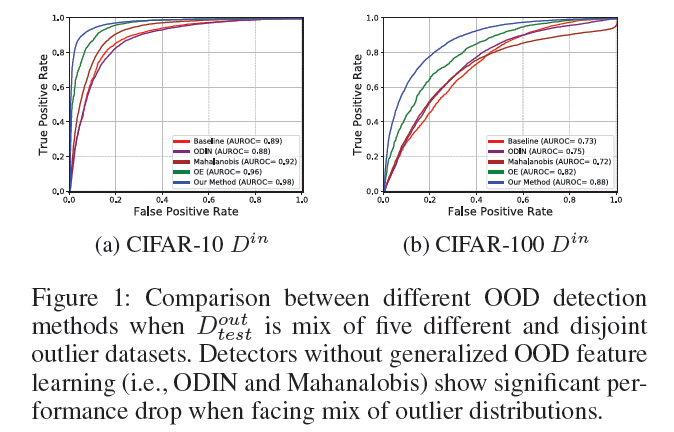 1.0
0.8
0.6
0.4
0.2
0.0
0.0 0.2 0.4 0.6 0.8 1.0
True Positive Rate
False Positive Rate
Baseline (AUROC= 0.89)
ODIN (AUROC= 0.88)
Mahalanobis (AUROC= 0.92)
OE (AUROC= 0.96)
Our Method (AUROC= 0.98)
(a) CIFAR-10 D^{in}
1.0
0.8
0.6
0.4
0.2
0.0
0.0 0.2 0.4 0.6 0.8 1.0
True Positive Rate
False Positive Rate
Baseline (AUROC= 0.73)
ODIN (AUROC= 0.75)
Mahalanobis (AUROC= 0.72)
OE (AUROC= 0.82)
Our Method (AUROC= 0.88)
(b) CIFAR-100 D^{in}
Figure 1: Comparison between different OOD detection
methods when D^{out}_{test} is mix of five different and disjoint
outlier datasets. Detectors without generalized OOD feature
learning (i.e., ODIN and Mahanalobis) show significant per-
formance drop when facing mix of outlier distributions.